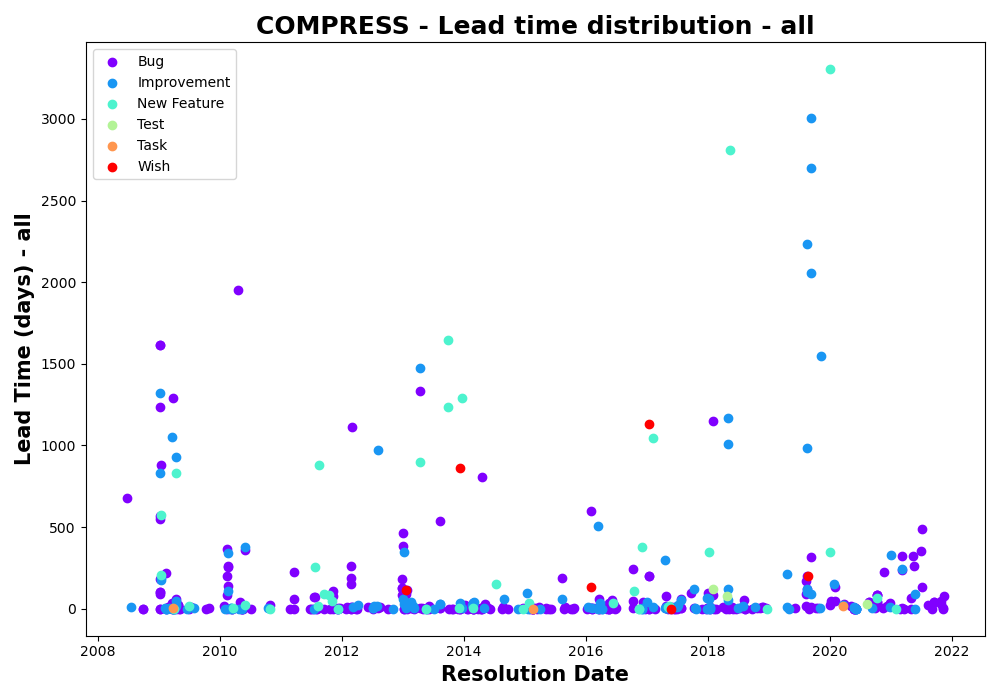 COMPRESS - Lead time distribution - all
Bug
Improvement
New Feature
Test
Task
Wish
Lead Time (days) - all
3000
2500
2000
1500
1000
500
0
2008 2010 2012 2014 2016 2018 2020 2022
Resolution Date